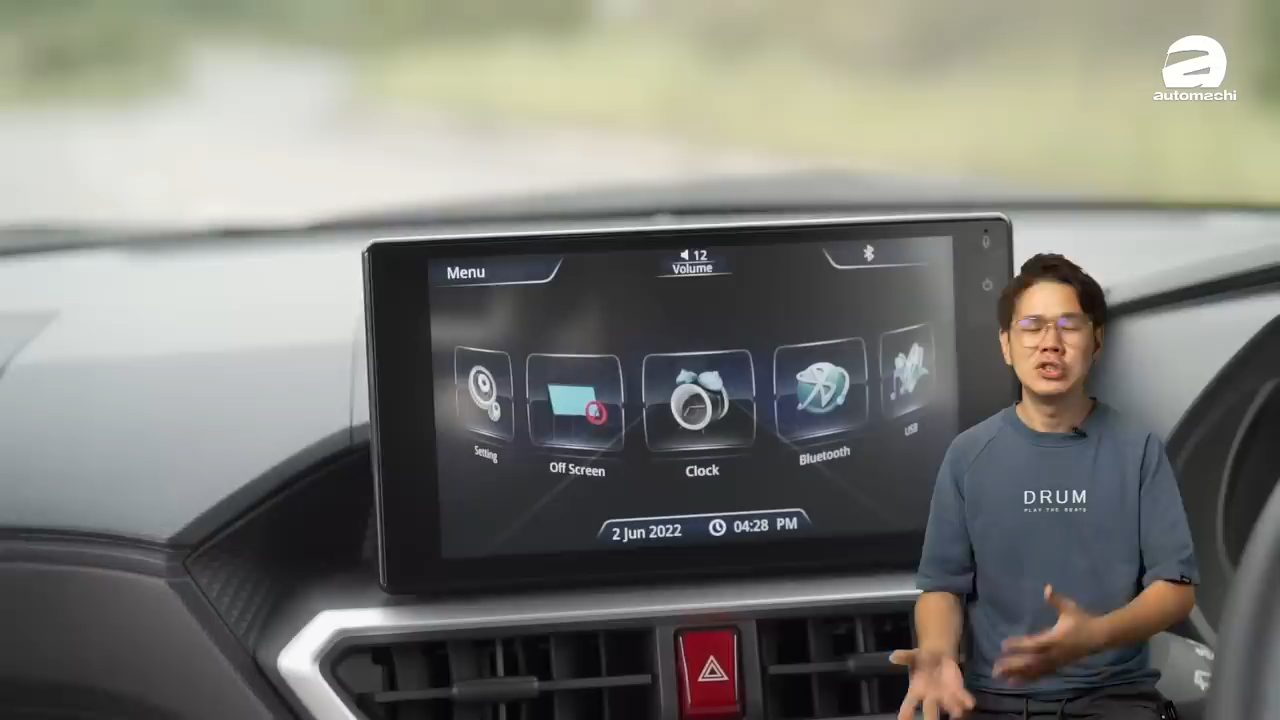 automachi
Menu
12
Volume
Setting
Off Screen
Clock
Bluetooth
USB
2 Jun 2022
04:28 PM
DRUM
PLAY THE BEATS